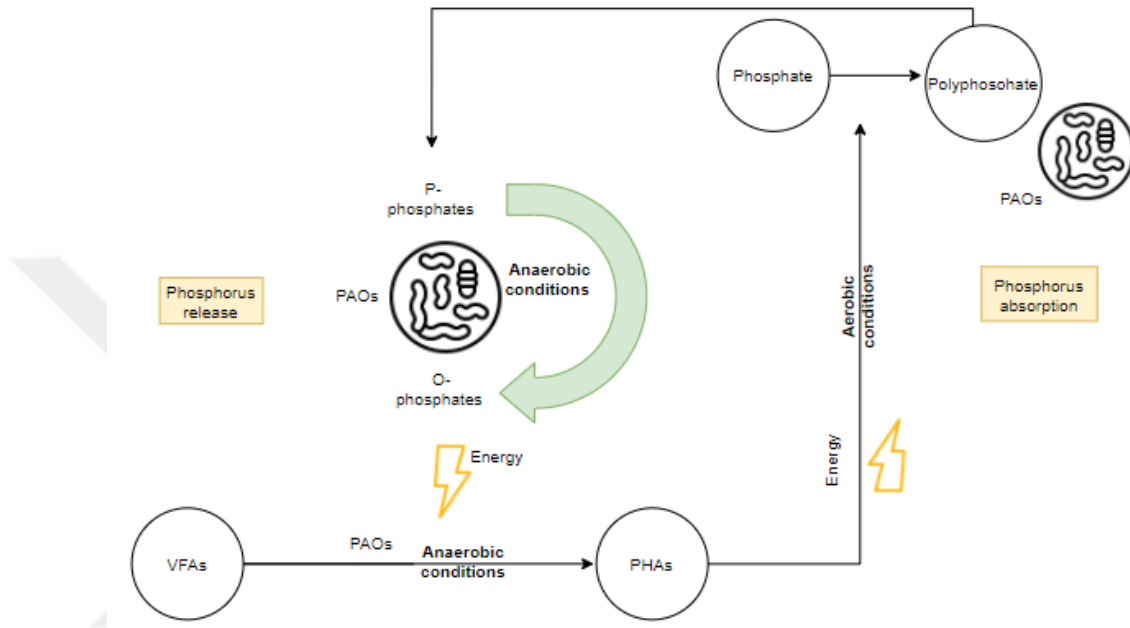 Phosphate
Polyphosohate
PAOs
P-
phosphates
PAOs
Anaerobic
conditions
O-
phosphates
Phosphorus
release
Phosphorus
absorption
Aerobic
conditions
Energy
Energy
VFAs
PAOs
Anaerobic
conditions
PHAs